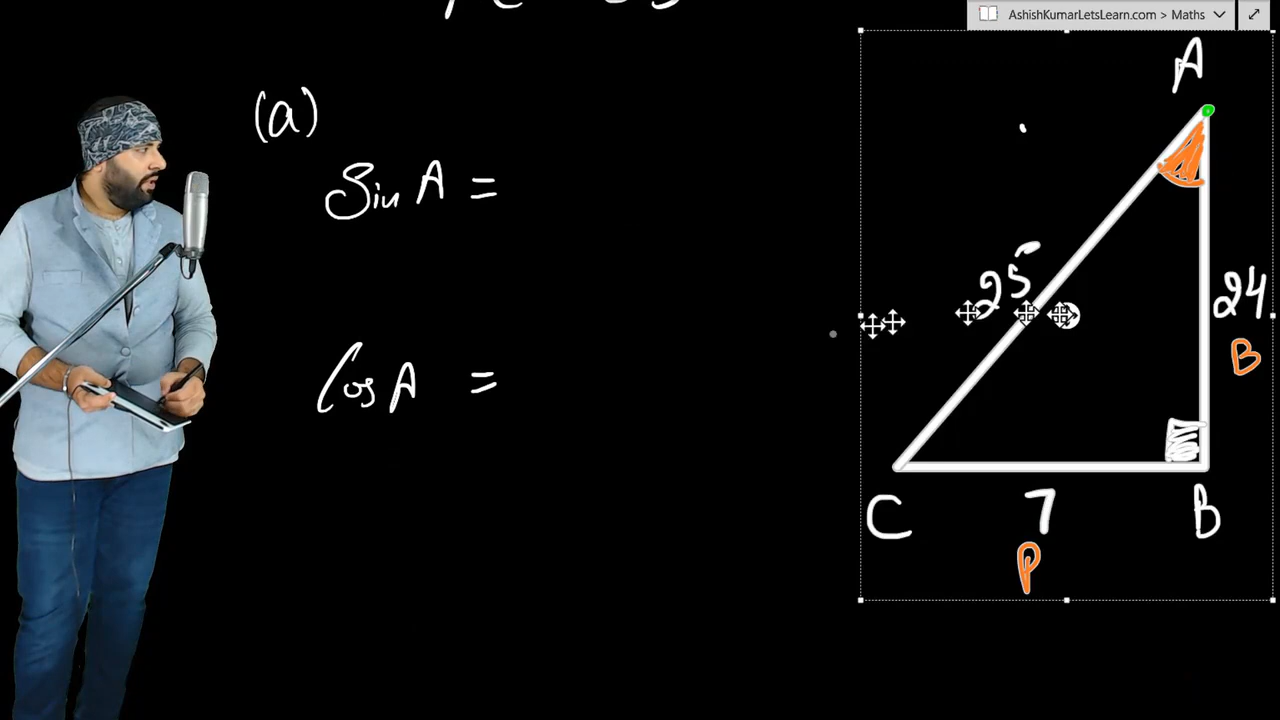 AshishKumarLetsLearn.com > Maths
A
(a)
Sin A =
25
24
B
Cos A =
C
7
B
P